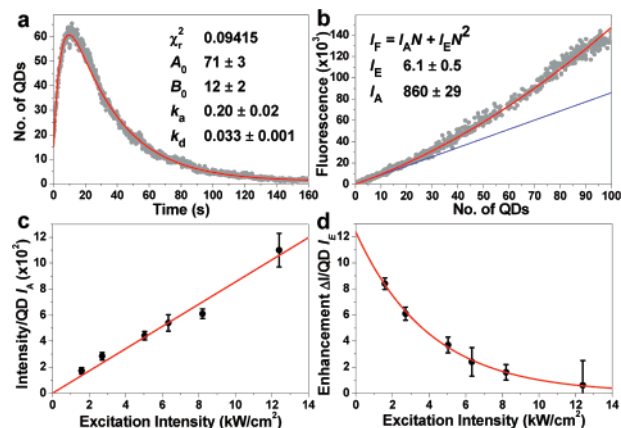 a
χr² 0.09415
A0 71 ± 3
B0 12 ± 2
ka 0.20 ± 0.02
kd 0.033 ± 0.001
No. of QDs
60
50
40
30
20
10
0
0 20 40 60 80 100 120 140 160
Time (s)
b
IF = IAN + IEN²
IE 6.1 ± 0.5
IA 860 ± 29
Fluorescence (x10³)
140
120
100
80
60
40
20
0
0 10 20 30 40 50 60 70 80 90 100
No. of QDs
c
Intensity/QD IA (x10²)
12
10
8
6
4
2
0
0 2 4 6 8 10 12 14
Excitation Intensity (kW/cm²)
d
Enhancement ΔI/QD IE
12
10
8
6
4
2
0
0 2 4 6 8 10 12 14
Excitation Intensity (kW/cm²)